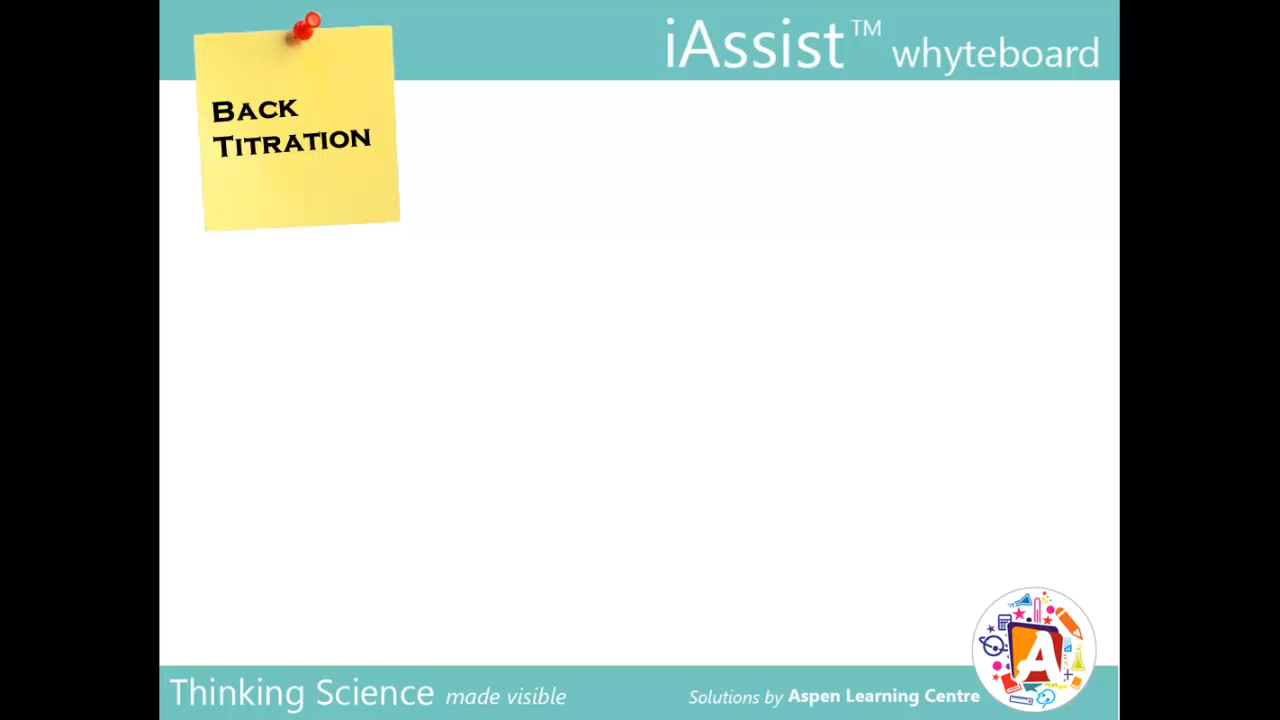 iAssist™ whyteboard
BACK
TITRATION
Thinking Science made visible
Solutions by Aspen Learning Centre
A